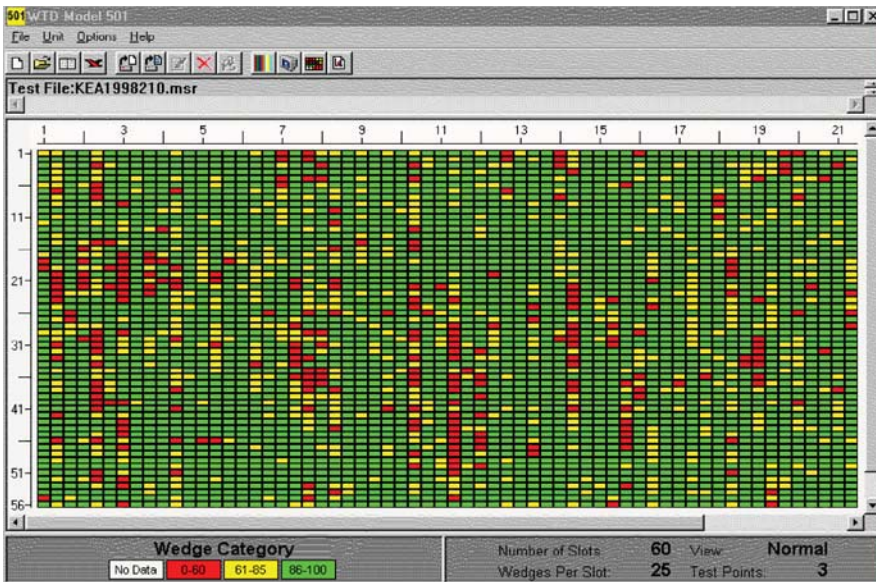 501 WTD Model 501
File Unit Options Help
Test File:KEA1998210.msr
1 3 5 7 9 11 13 15 17 19 21
1
11
21
31
41
51
56
Wedge Category
No Data 0-60 61-85 86-100
Number of Slots 60 View: Normal
Wedges Per Slot: 25 Test Points: 3